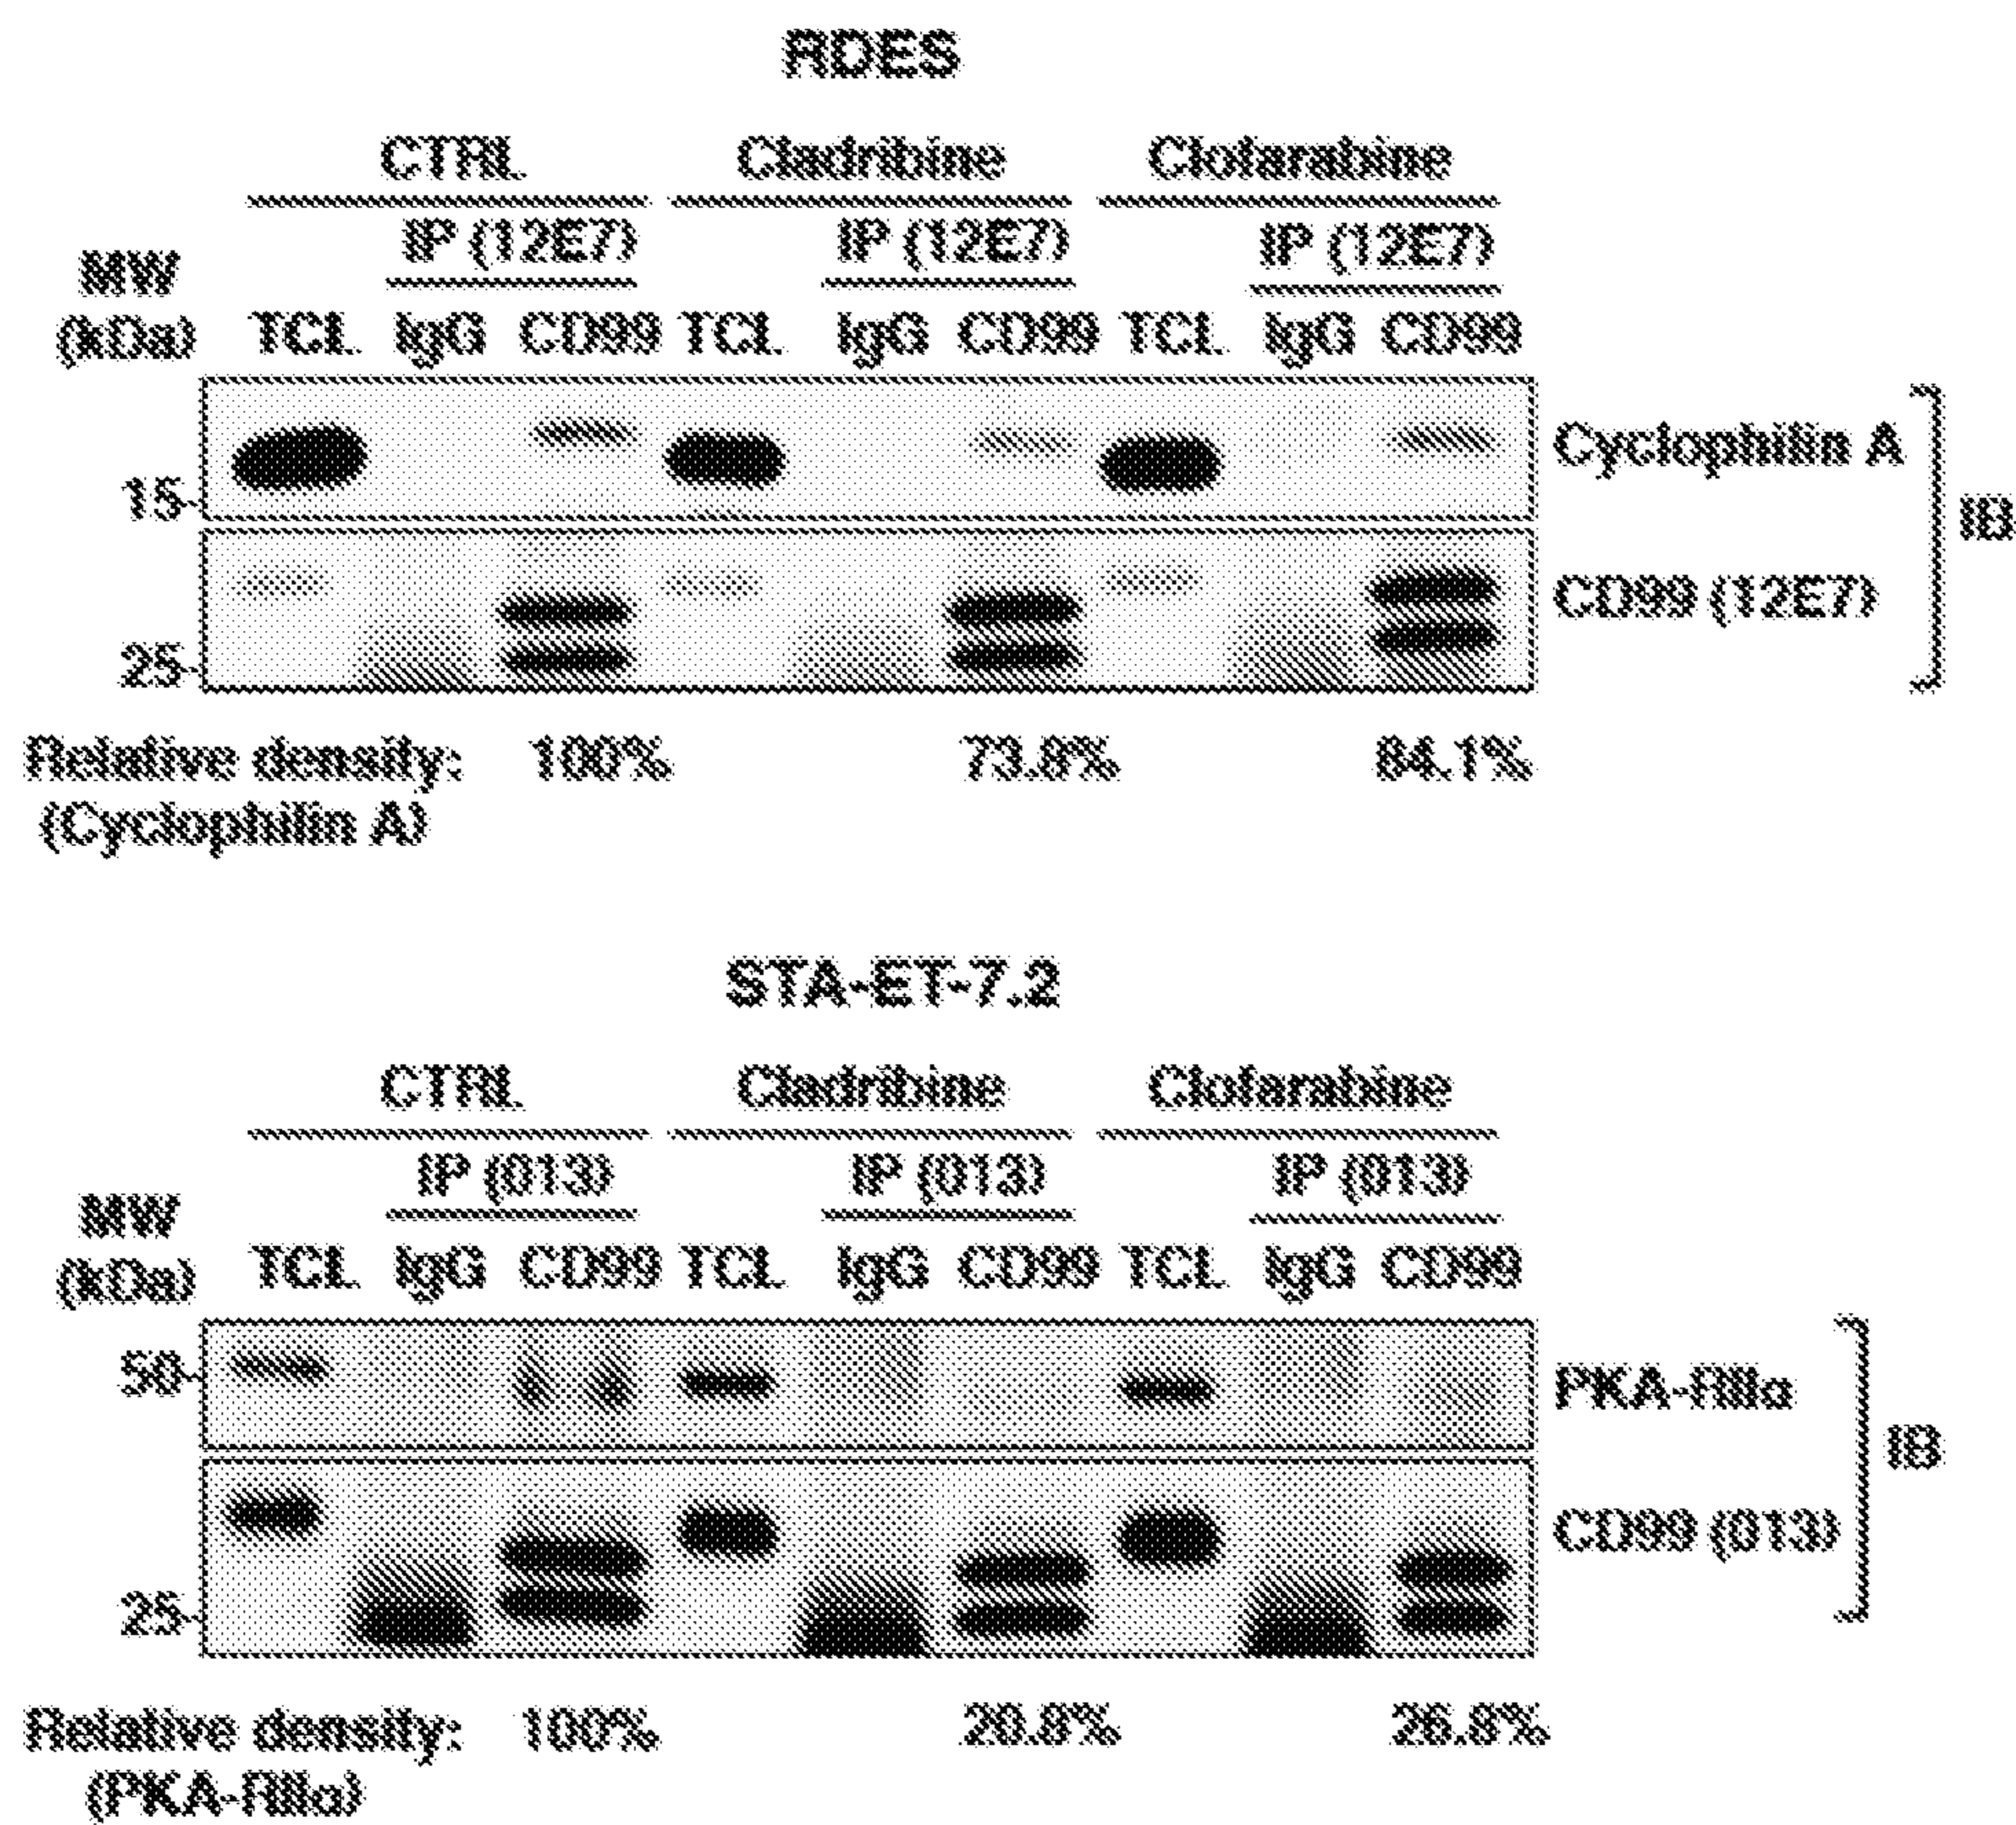 RDES
CTRL Cladribine Clofarabine
IP (12E7) IP (12E7) IP (12E7)
MW
(kDa) TCL IgG CD99 TCL IgG CD99 TCL IgG CD99
Cyclophilin A
15-
IB
CD99 (12E7)
25-
Relative density: 100% 73.8% 84.1%
(Cyclophilin A)
STA-ET-7.2
CTRL Cladribine Clofarabine
IP (013) IP (013) IP (013)
MW
(kDa) TCL IgG CD99 TCL IgG CD99 TCL IgG CD99
50- PKA-RIIα
IB
CD99 (013)
25-
Relative density: 100% 20.8% 26.8%
(PKA-RIIα)